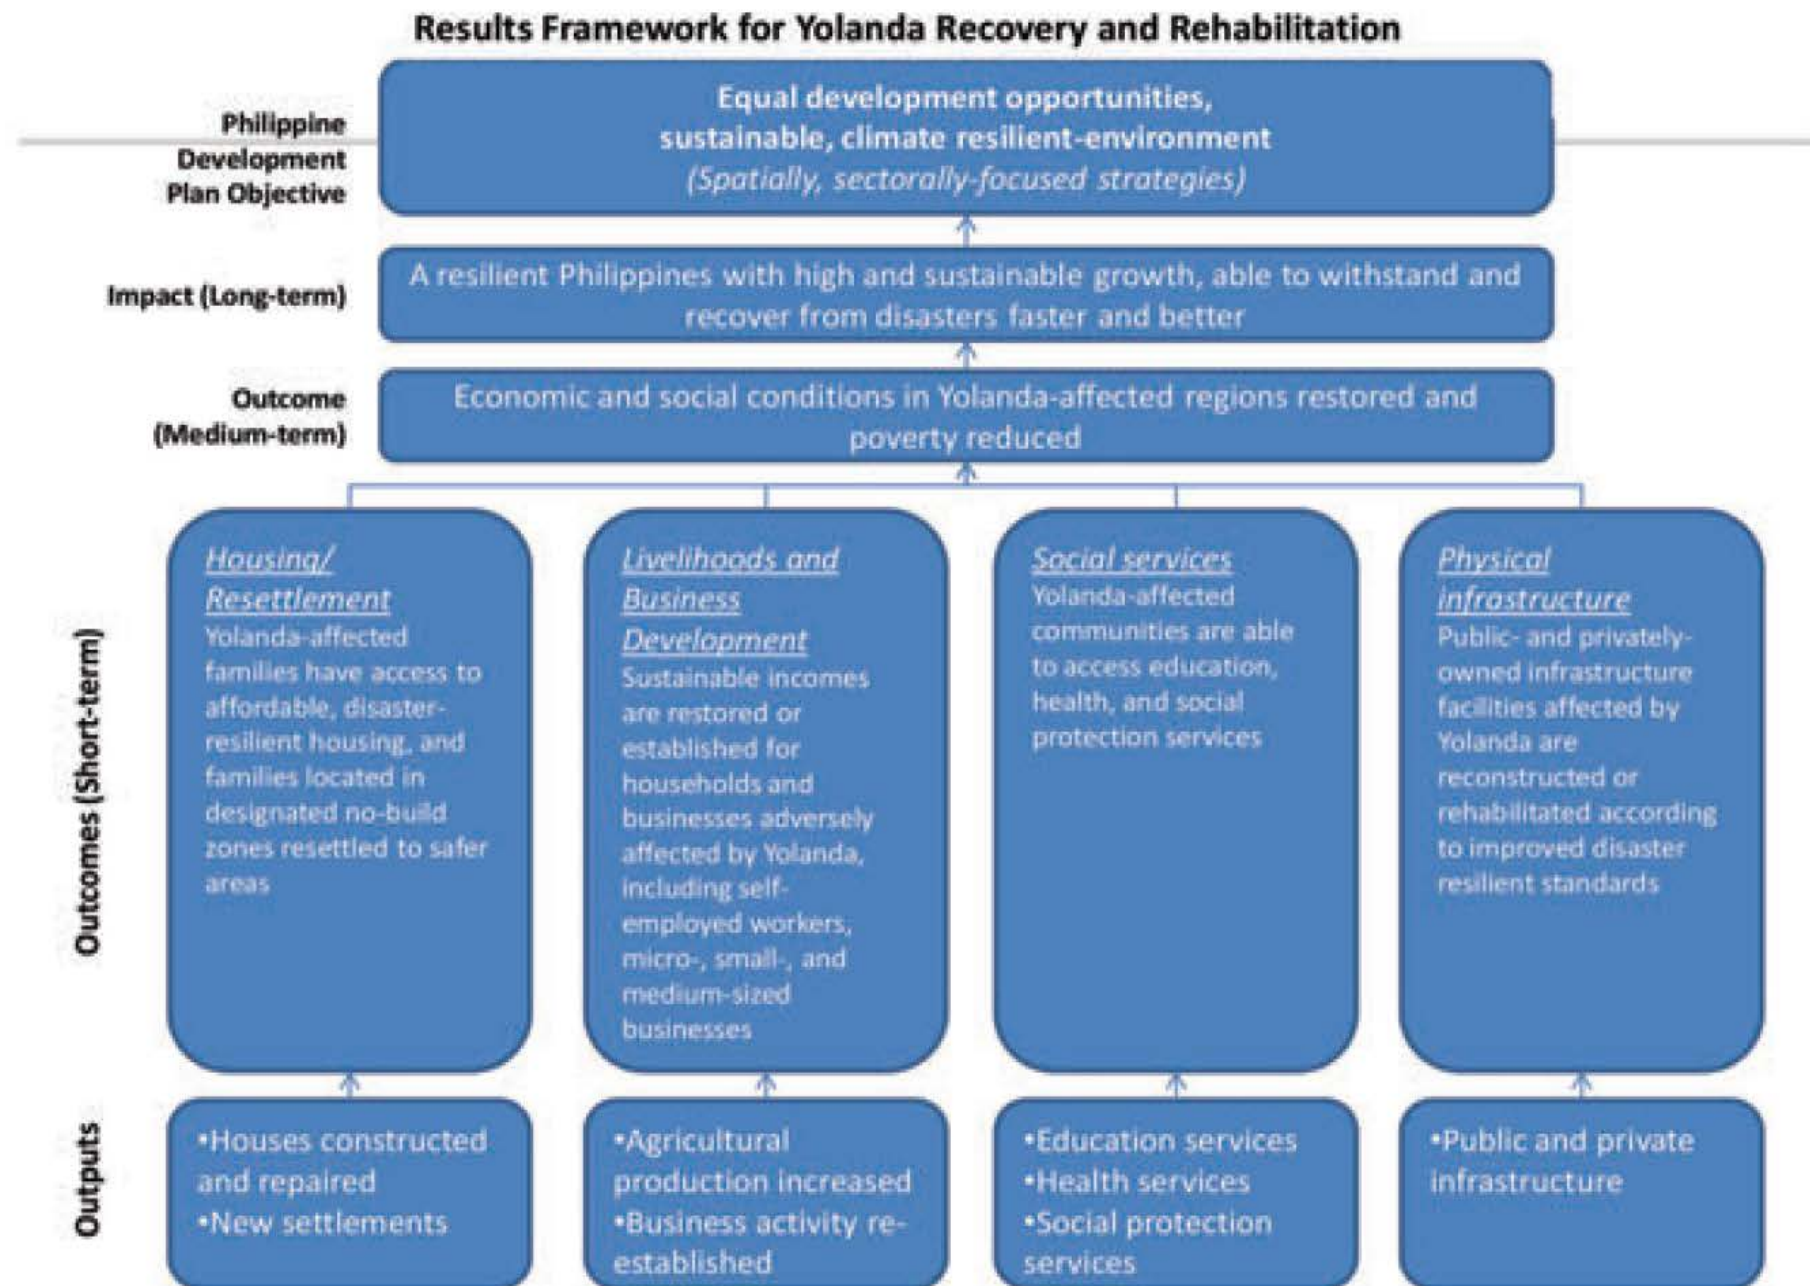 Results Framework for Yolanda Recovery and Rehabilitation
Philippine
Development
Plan Objective
Equal development opportunities,
sustainable, climate resilient-environment
(Spatially, sectorally-focused strategies)
Impact (Long-term)
A resilient Philippines with high and sustainable growth, able to withstand and
recover from disasters faster and better
Outcome
(Medium-term)
Economic and social conditions in Yolanda-affected regions restored and
poverty reduced
Outcomes (Short-term)
Housing/
Resettlement
Yolanda-affected
families have access to
affordable, disaster-
resilient housing, and
families located in
designated no-build
zones resettled to safer
areas
Livelihoods and
Business
Development
Sustainable incomes
are restored or
established for
households and
businesses adversely
affected by Yolanda,
including self-
employed workers,
micro-, small-, and
medium-sized
businesses
Social services
Yolanda-affected
communities are able
to access education,
health, and social
protection services
Physical
infrastructure
Public- and privately-
owned infrastructure
facilities affected by
Yolanda are
reconstructed or
rehabilitated according
to improved disaster
resilient standards
Outputs
•Houses constructed
and repaired
•New settlements
•Agricultural
production increased
•Business activity re-
established
•Education services
•Health services
•Social protection
services
•Public and private
infrastructure